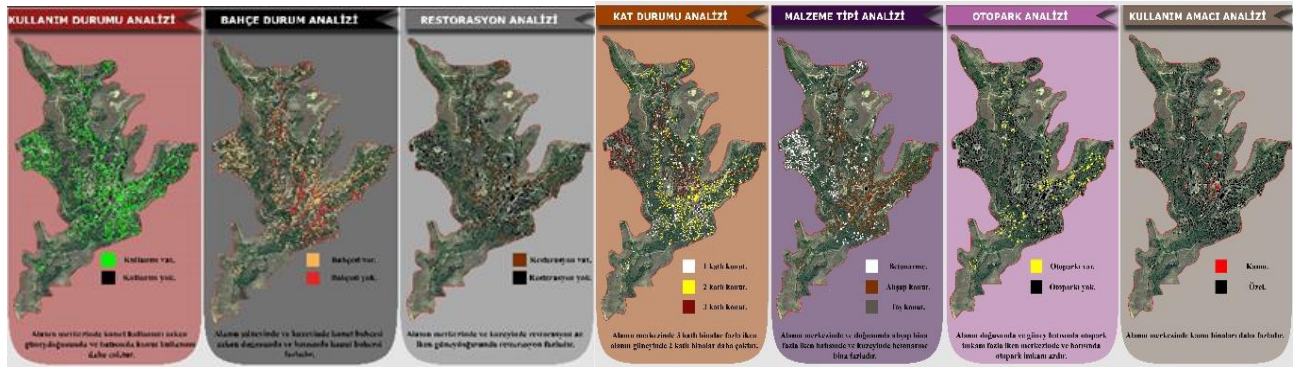 KULLANIM DURUMU ANALİZİ
Kullanımı var.
Kullanımı yok.
Alanın merkezinde konut kullanımı azken
güneydoğusunda ve batısında konut kullanımı
daha çoktur.
BAHÇE DURUM ANALİZİ
Bahçesi var.
Bahçesi yok.
Alanın güneyinde ve kuzeyinde konut bahçesi
azken doğusunda ve batısında konut bahçesi
fazladır.
RESTORASYON ANALİZİ
Restorasyon var.
Restorasyon yok.
Alanın merkezinde ve kuzeyinde restorasyon az
iken güneydoğusunda restorasyon fazladır.
KAT DURUMU ANALİZİ
1 katlı konut.
2 katlı konut.
3 katlı konut.
Alanın merkezinde 3 katlı binalar fazla iken
alanın güneyinde 2 katlı binalar daha çoktur.
MALZEME TİPİ ANALİZİ
Betonarme.
Ahşap konut.
Taş konut.
Alanın merkezinde ve doğusunda ahşap bina
fazla iken batısında ve kuzeyinde betonarme
bina fazladır.
OTOPARK ANALİZİ
Otoparkı var.
Otoparkı yok.
Alanın doğusunda ve güney batısında otopark
imkanı fazla iken merkezinde ve batısında
otopark imkanı azdır.
KULLANIM AMACI ANALİZİ
Kamu.
Özel.
Alanın merkezinde kamu binaları daha fazladır.